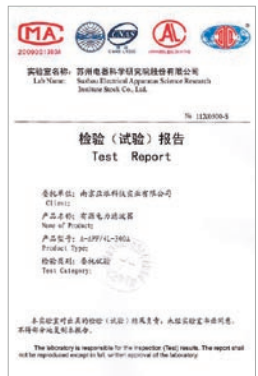 MA
AL
实验室名称: 苏州电器科学研究院股份有限公司
Lab Name: Suzhou Electrical Apparatus Science Research
Institute Stock Co., Ltd.
检验（试验）报告
Test Report
委托单位: 南京亚派科技实业有限公司
Client:
产品名称: 有源电力滤波器
Name of Product:
产品型号:
Product Type:
检验类别: 委托试验
Test Category:
本实验室对出具的检验（试验）结果负责，未经实验室书面同意，
不得部分地复制本报告。
The laboratory is responsible for the inspection (Test) results. The report shall
not be reproduced except in full, written approval of the laboratory.